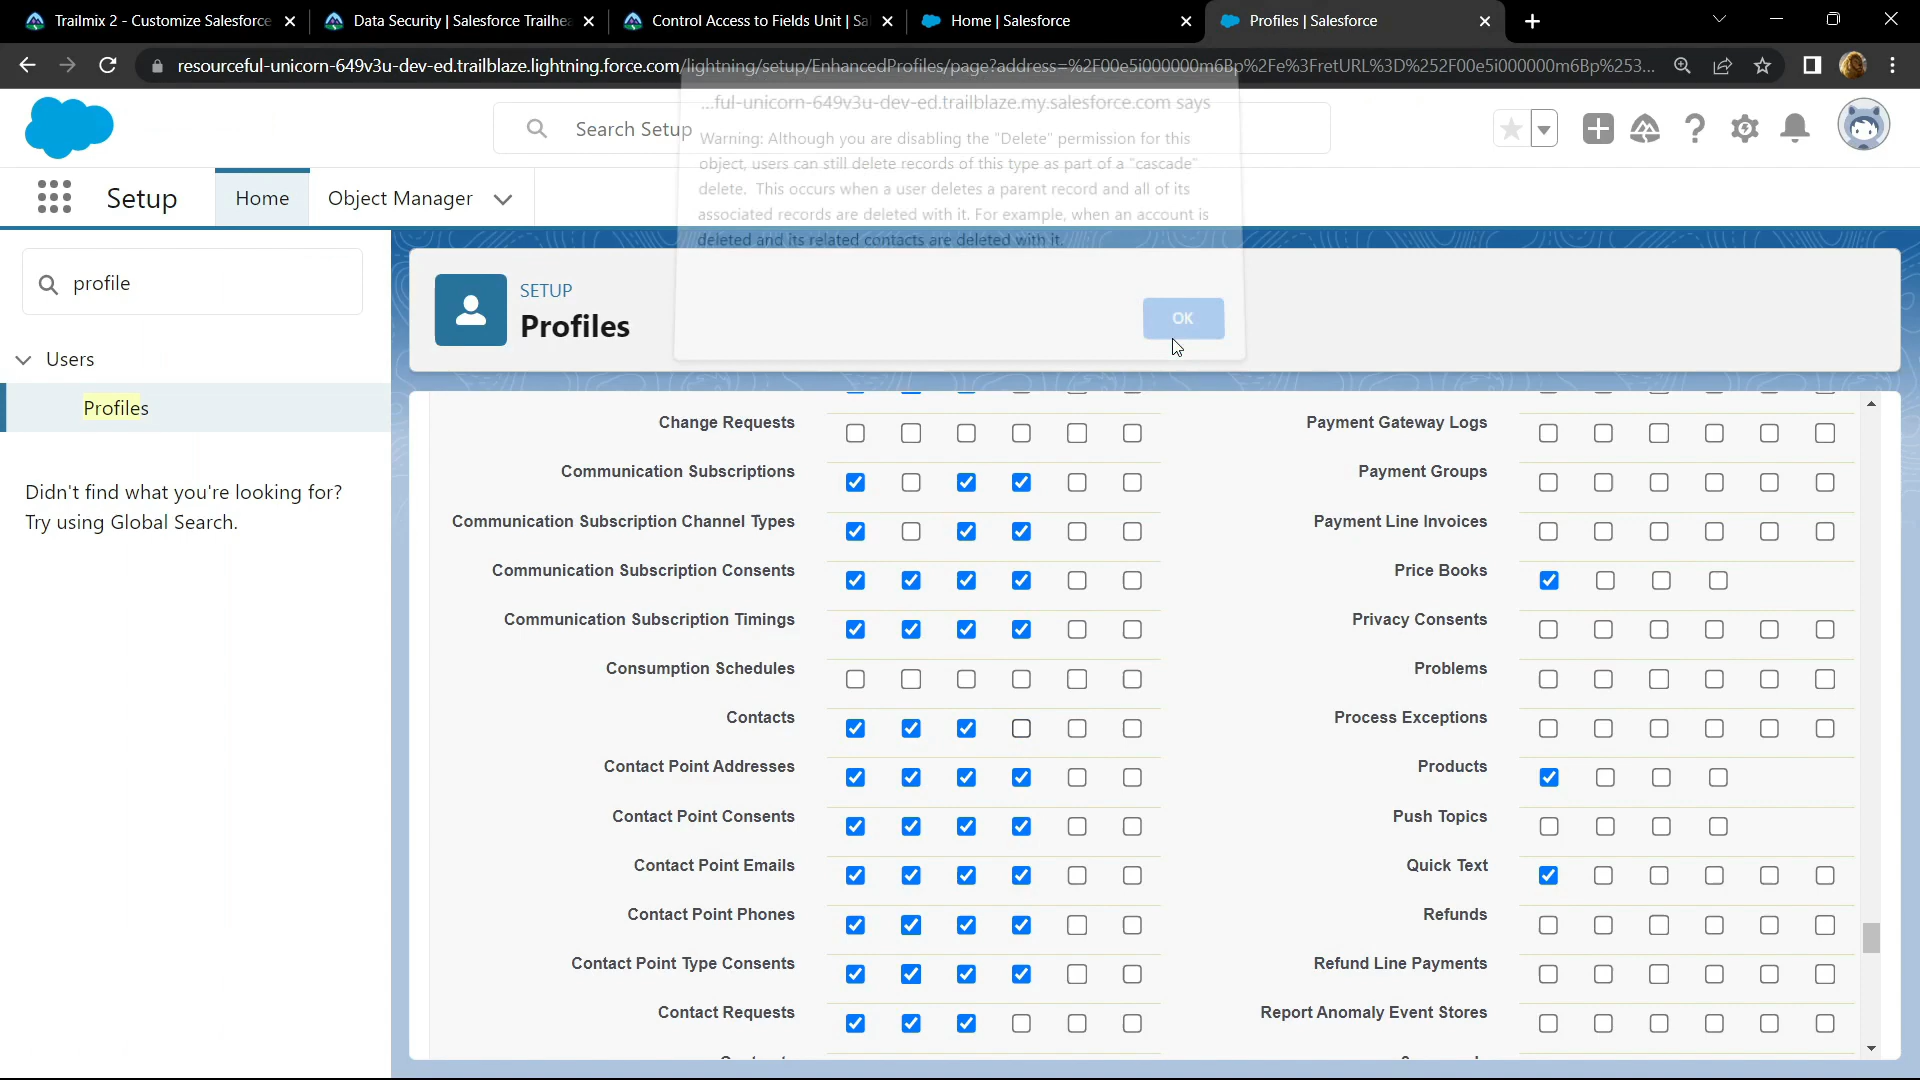 Trailmix 2 - Customize Salesforce
Data Security | Salesforce Trailhe
Control Access to Fields Unit | Sa
Home | Salesforce
Profiles | Salesforce
resourceful-unicorn-649v3u-dev-ed.trailblaze.lightning.force.com/lightning/setup/EnhancedProfiles/page?address=%2F00e5i000000m6Bp%2Fe%3FretURL%3D%252F00e5i000000m6Bp%253...
...ful-unicorn-649v3u-dev-ed.trailblaze.my.salesforce.com says
Warning: Although you are disabling the "Delete" permission for this
object, users can still delete records of this type as part of a "cascade"
delete.  This occurs when a user deletes a parent record and all of its
associated records are deleted with it. For example, when an account is
deleted and its related contacts are deleted with it.
OK
Search Setup
Setup
Home
Object Manager
profile
Users
Profiles
Didn't find what you're looking for?
Try using Global Search.
SETUP
Profiles
Change Requests
Communication Subscriptions
Communication Subscription Channel Types
Communication Subscription Consents
Communication Subscription Timings
Consumption Schedules
Contacts
Contact Point Addresses
Contact Point Consents
Contact Point Emails
Contact Point Phones
Contact Point Type Consents
Contact Requests
Payment Gateway Logs
Payment Groups
Payment Line Invoices
Price Books
Privacy Consents
Problems
Process Exceptions
Products
Push Topics
Quick Text
Refunds
Refund Line Payments
Report Anomaly Event Stores